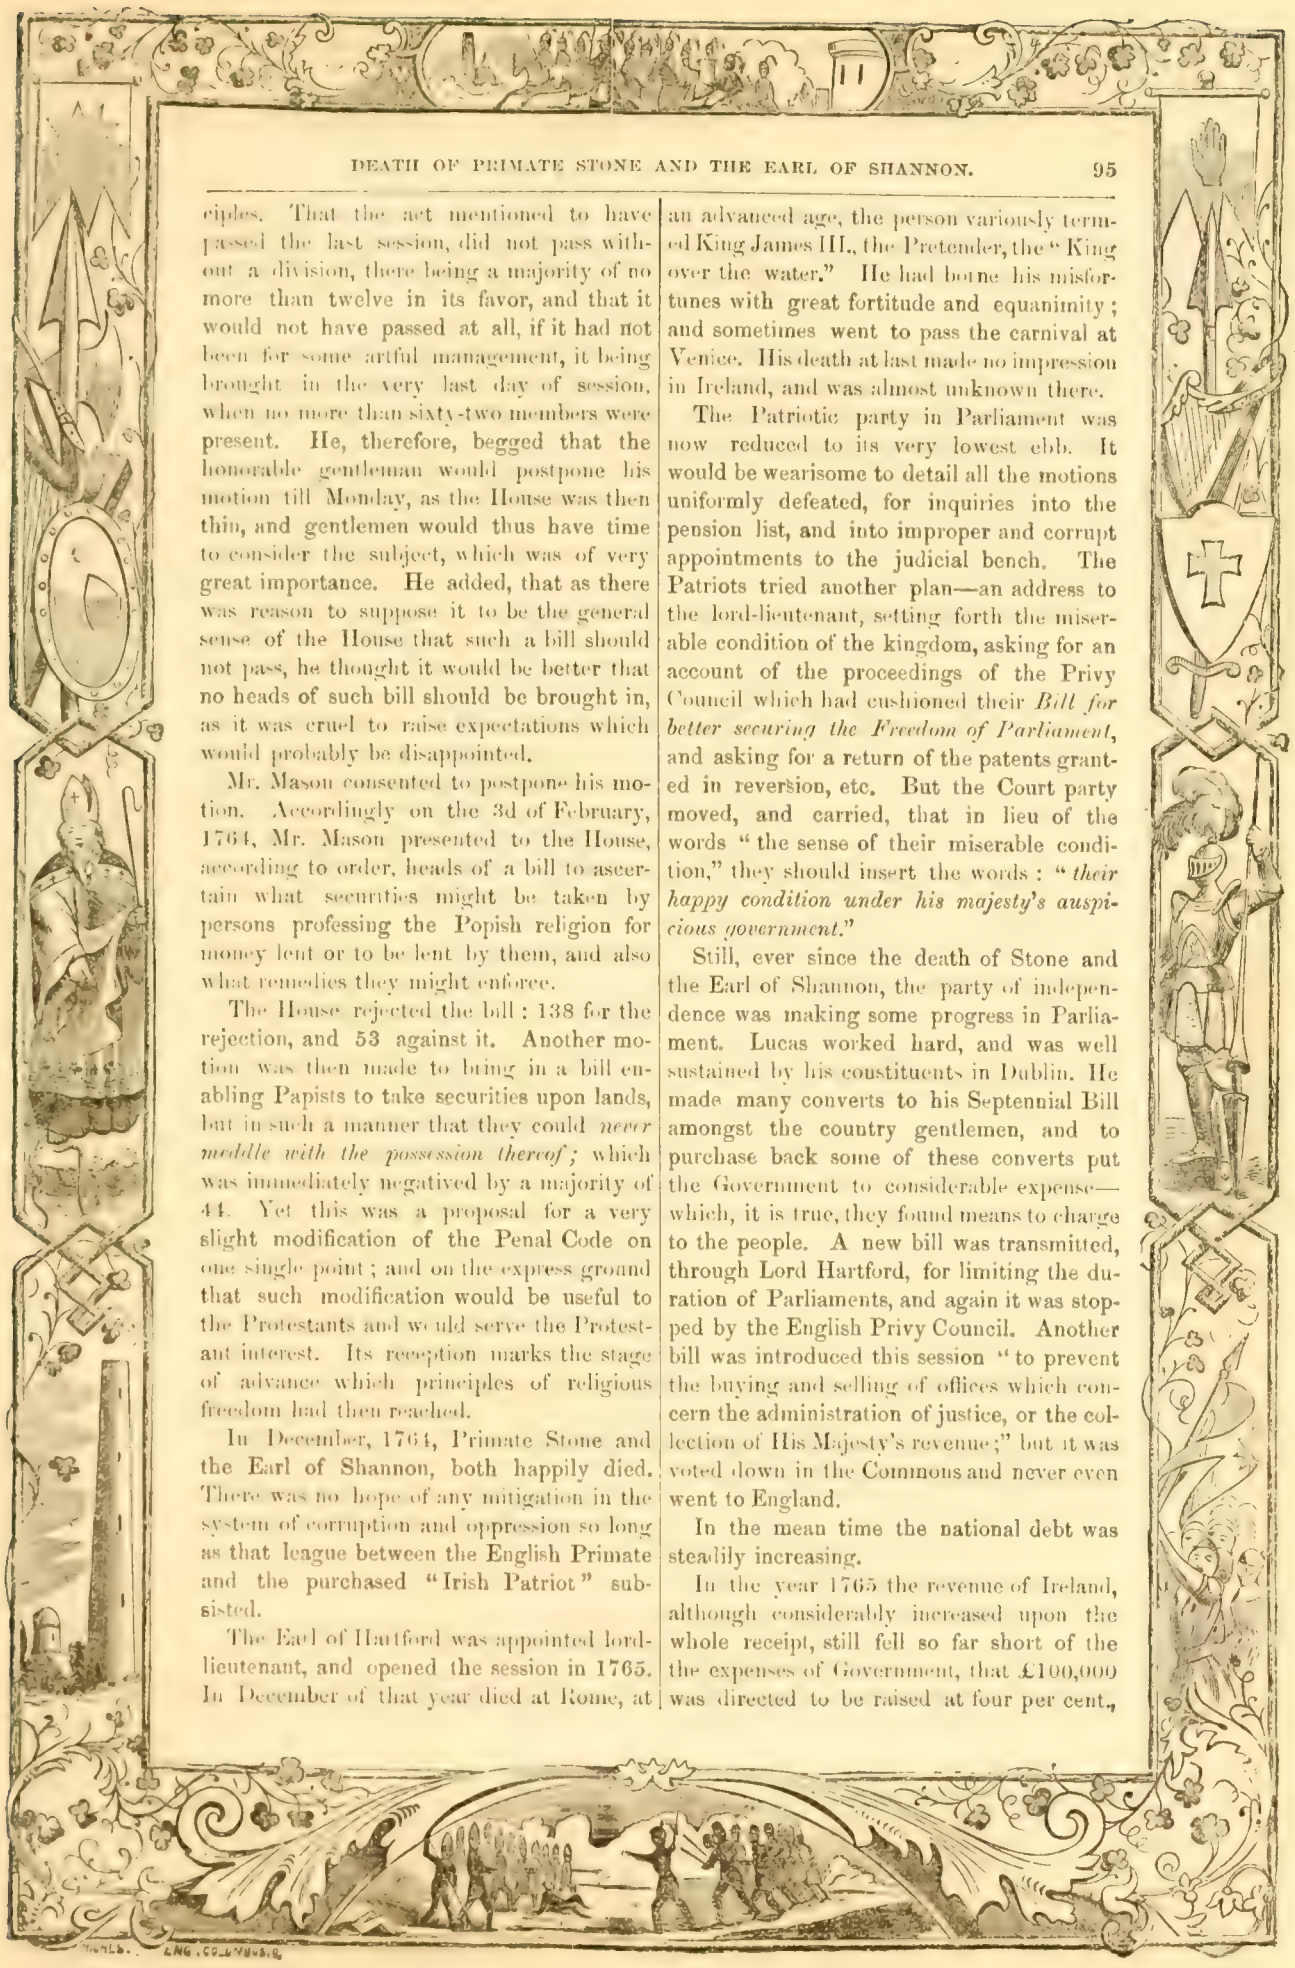 DEATH OF PRIMATE STONE AND THE EARL OF SHANNON. 95
ciples. That the act mentioned to have
passed the last session, did not pass with-
out a division, there being a majority of no
more than twelve in its favor, and that it
would not have passed at all, if it had not
been for some artful management, it being
brought in the very last day of session,
when no more than sixty-two members were
present. He, therefore, begged that the
honorable gentleman would postpone his
motion till Monday, as the House was then
thin, and gentlemen would thus have time
to consider the subject, which was of very
great importance. He added, that as there
was reason to suppose it to be the general
sense of the House that such a bill should
not pass, he thought it would be better that
no heads of such bill should be brought in,
as it was cruel to raise expectations which
would probably be disappointed.
Mr. Mason consented to postpone his mo-
tion. Accordingly on the 3d of February,
1764, Mr. Mason presented to the House,
according to order, heads of a bill to ascer-
tain what securities might be taken by
persons professing the Popish religion for
money lent or to be lent by them, and also
what remedies they might enforce.
The House rejected the bill: 138 for the
rejection, and 53 against it. Another mo-
tion was then made to bring in a bill en-
abling Papists to take securities upon lands,
but in such a manner that they could never
meddle with the possession thereof; which
was immediately negatived by a majority of
44. Yet this was a proposal for a very
slight modification of the Penal Code on
one single point; and on the express ground
that such modification would be useful to
the Protestants and would serve the Protest-
ant interest. Its reception marks the stage
of advance which principles of religious
freedom had then reached.
In December, 1764, Primate Stone and
the Earl of Shannon, both happily died.
There was no hope of any mitigation in the
system of corruption and oppression so long
as that league between the English Primate
and the purchased "Irish Patriot" sub-
sisted.
The Earl of Hartford was appointed lord-
lieutenant, and opened the session in 1765.
In December of that year died at Rome, at
an advanced age, the person variously term-
ed King James III., the Pretender, the "King
over the water." He had borne his misfor-
tunes with great fortitude and equanimity;
and sometimes went to pass the carnival at
Venice. His death at last made no impression
in Ireland, and was almost unknown there.
The Patriotic party in Parliament was
now reduced to its very lowest ebb. It
would be wearisome to detail all the motions
uniformly defeated, for inquiries into the
pension list, and into improper and corrupt
appointments to the judicial bench. The
Patriots tried another plan—an address to
the lord-lieutenant, setting forth the miser-
able condition of the kingdom, asking for an
account of the proceedings of the Privy
Council which had cushioned their Bill for
better securing the Freedom of Parliament,
and asking for a return of the patents grant-
ed in reversion, etc. But the Court party
moved, and carried, that in lieu of the
words "the sense of their miserable condi-
tion," they should insert the words: "their
happy condition under his majesty's auspi-
cious government."
Still, ever since the death of Stone and
the Earl of Shannon, the party of indepen-
dence was making some progress in Parlia-
ment. Lucas worked hard, and was well
sustained by his constituents in Dublin. He
made many converts to his Septennial Bill
amongst the country gentlemen, and to
purchase back some of these converts put
the Government to considerable expense—
which, it is true, they found means to charge
to the people. A new bill was transmitted,
through Lord Hartford, for limiting the du-
ration of Parliaments, and again it was stop-
ped by the English Privy Council. Another
bill was introduced this session "to prevent
the buying and selling of offices which con-
cern the administration of justice, or the col-
lection of His Majesty's revenue;" but it was
voted down in the Commons and never even
went to England.
In the mean time the national debt was
steadily increasing.
In the year 1765 the revenue of Ireland,
although considerably increased upon the
whole receipt, still fell so far short of the
the expenses of Government, that £100,000
was directed to be raised at four per cent.,
ENG. COLUMBUS. O.